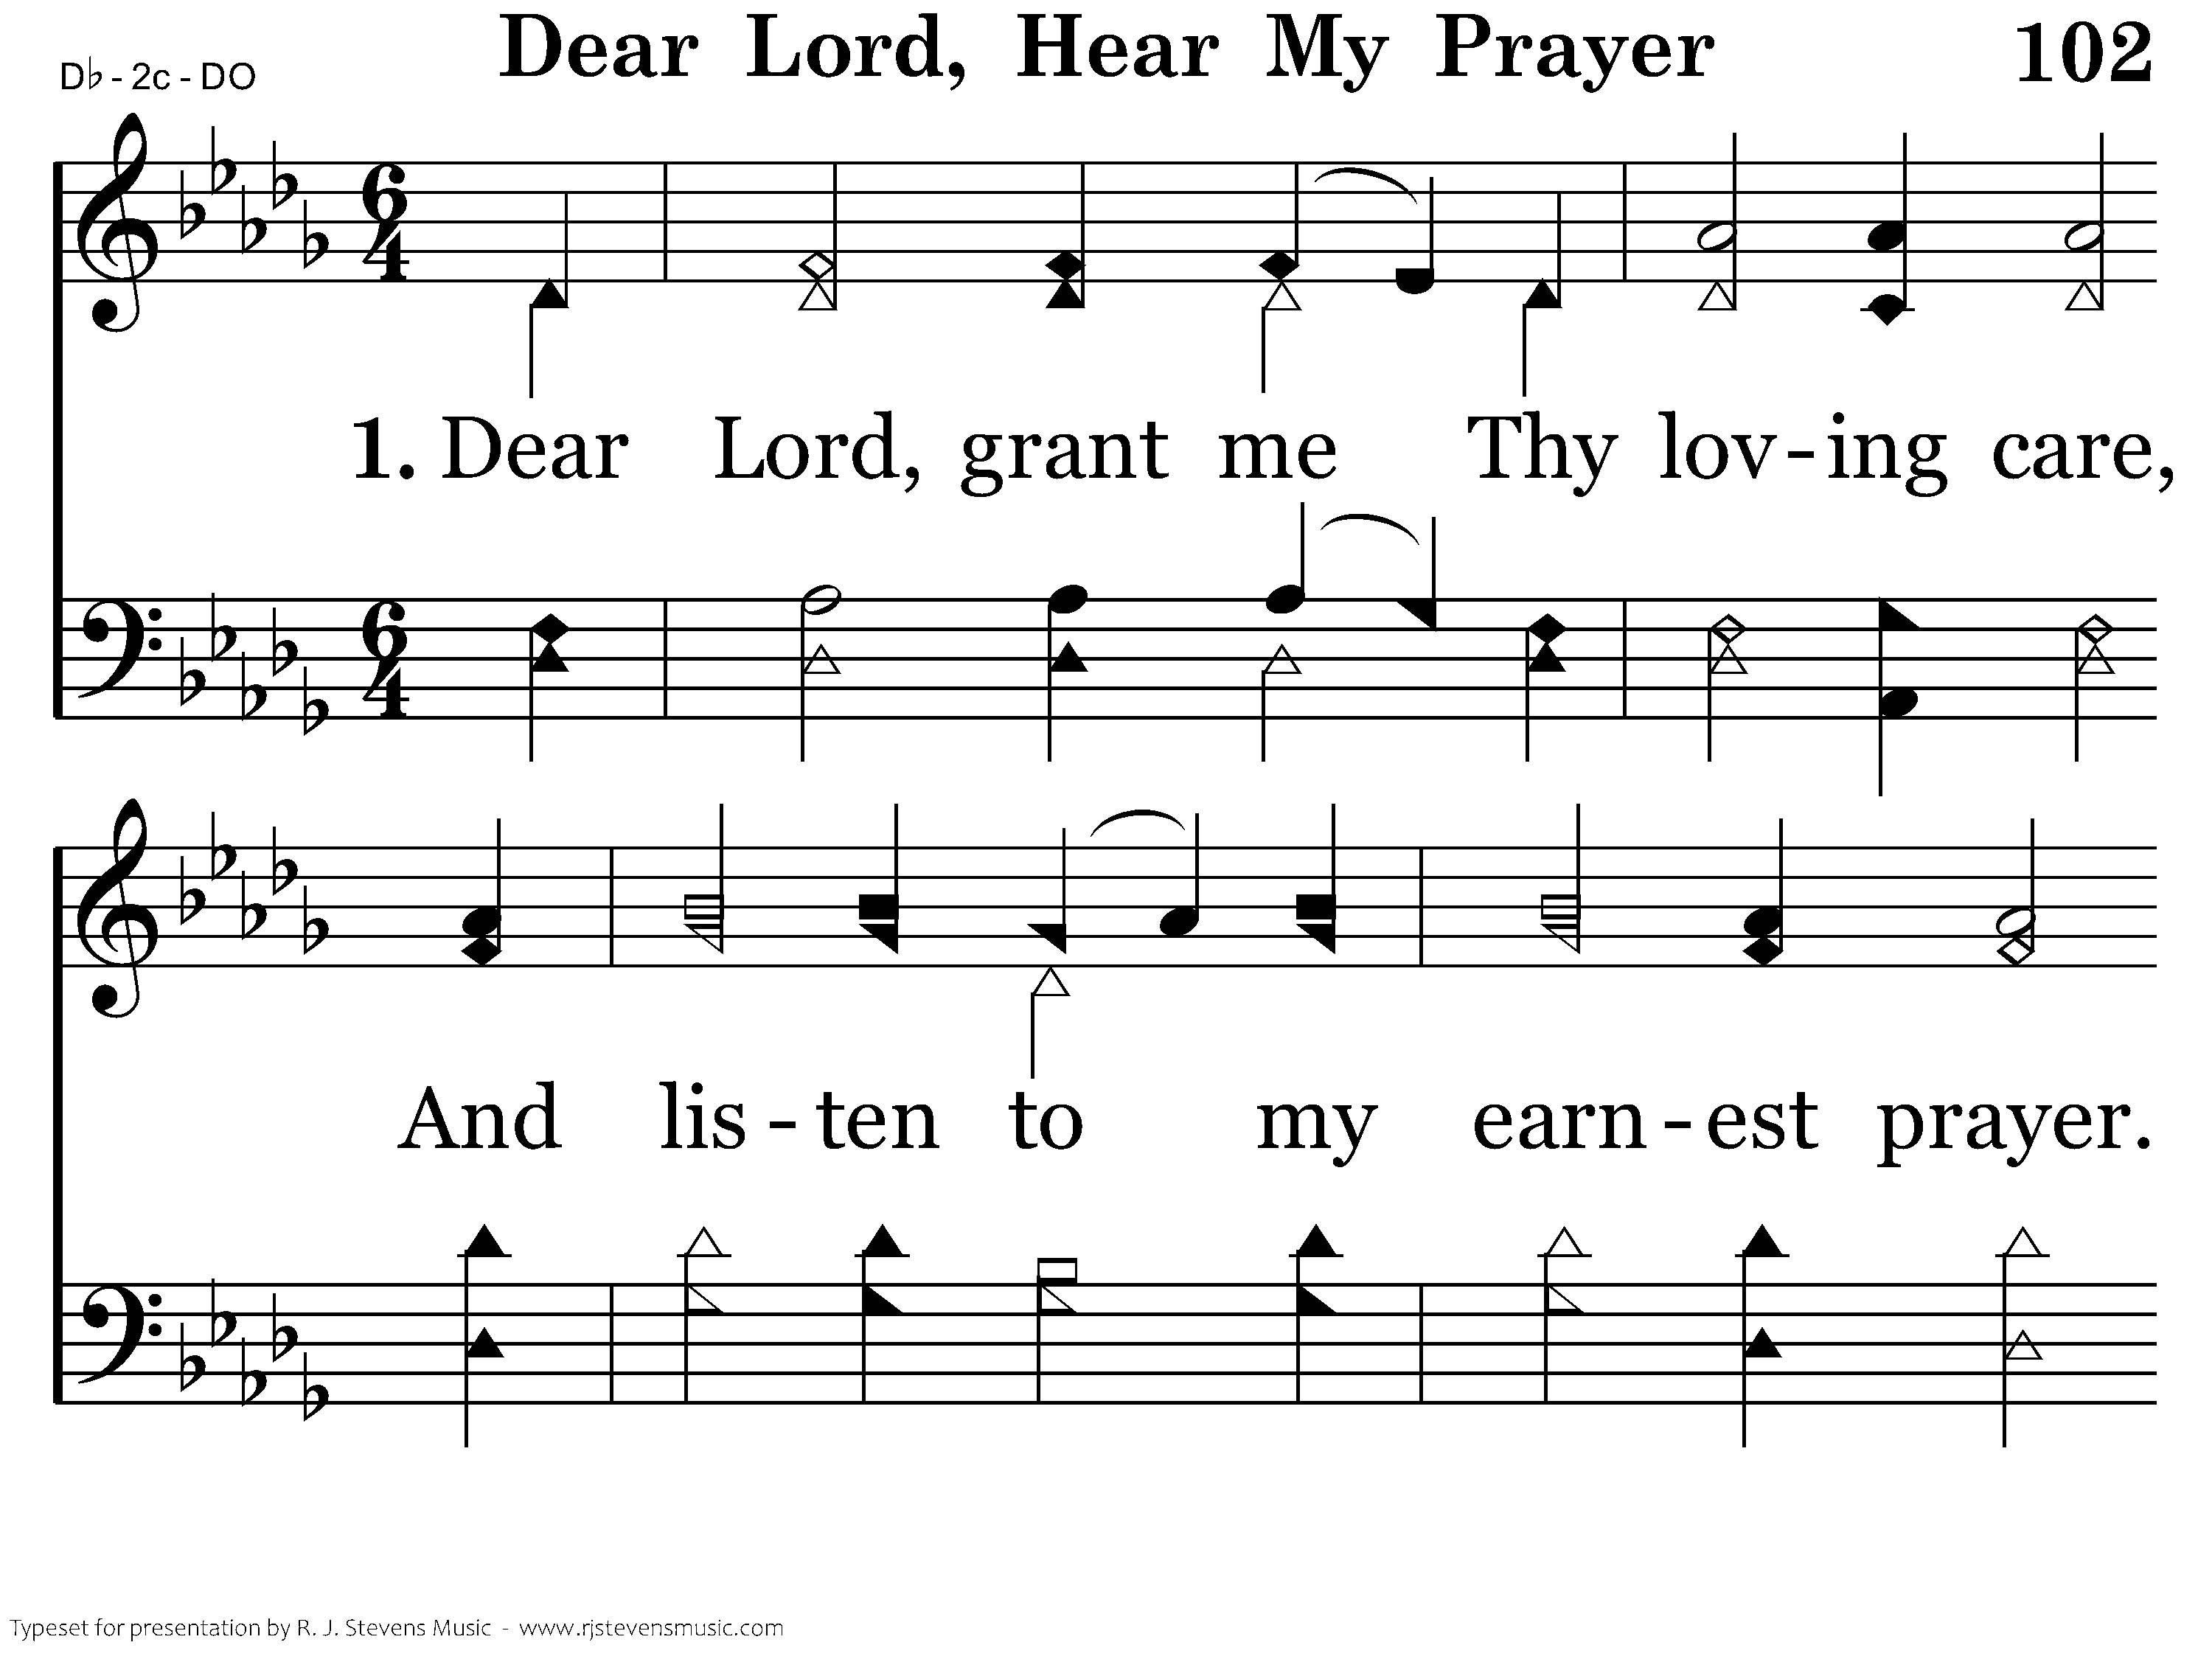 Dear Lord, Hear My Prayer 102
D♭ - 2c - DO
6
4
1. Dear Lord, grant me Thy lov - ing care,
6
4
And lis - ten to my earn - est prayer.
Typeset for presentation by R. J. Stevens Music - www.rjstevensmusic.com